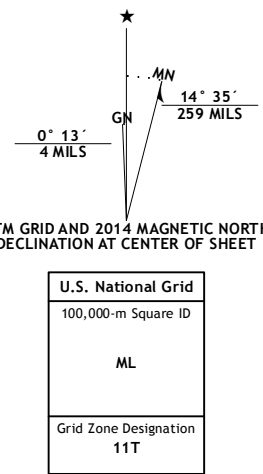 ★
MN
GN
14° 35´
259 MILS
0° 13´
4 MILS
TM GRID AND 2014 MAGNETIC NORTH
DECLINATION AT CENTER OF SHEET
U.S. National Grid
100,000-m Square ID
ML
Grid Zone Designation
11T